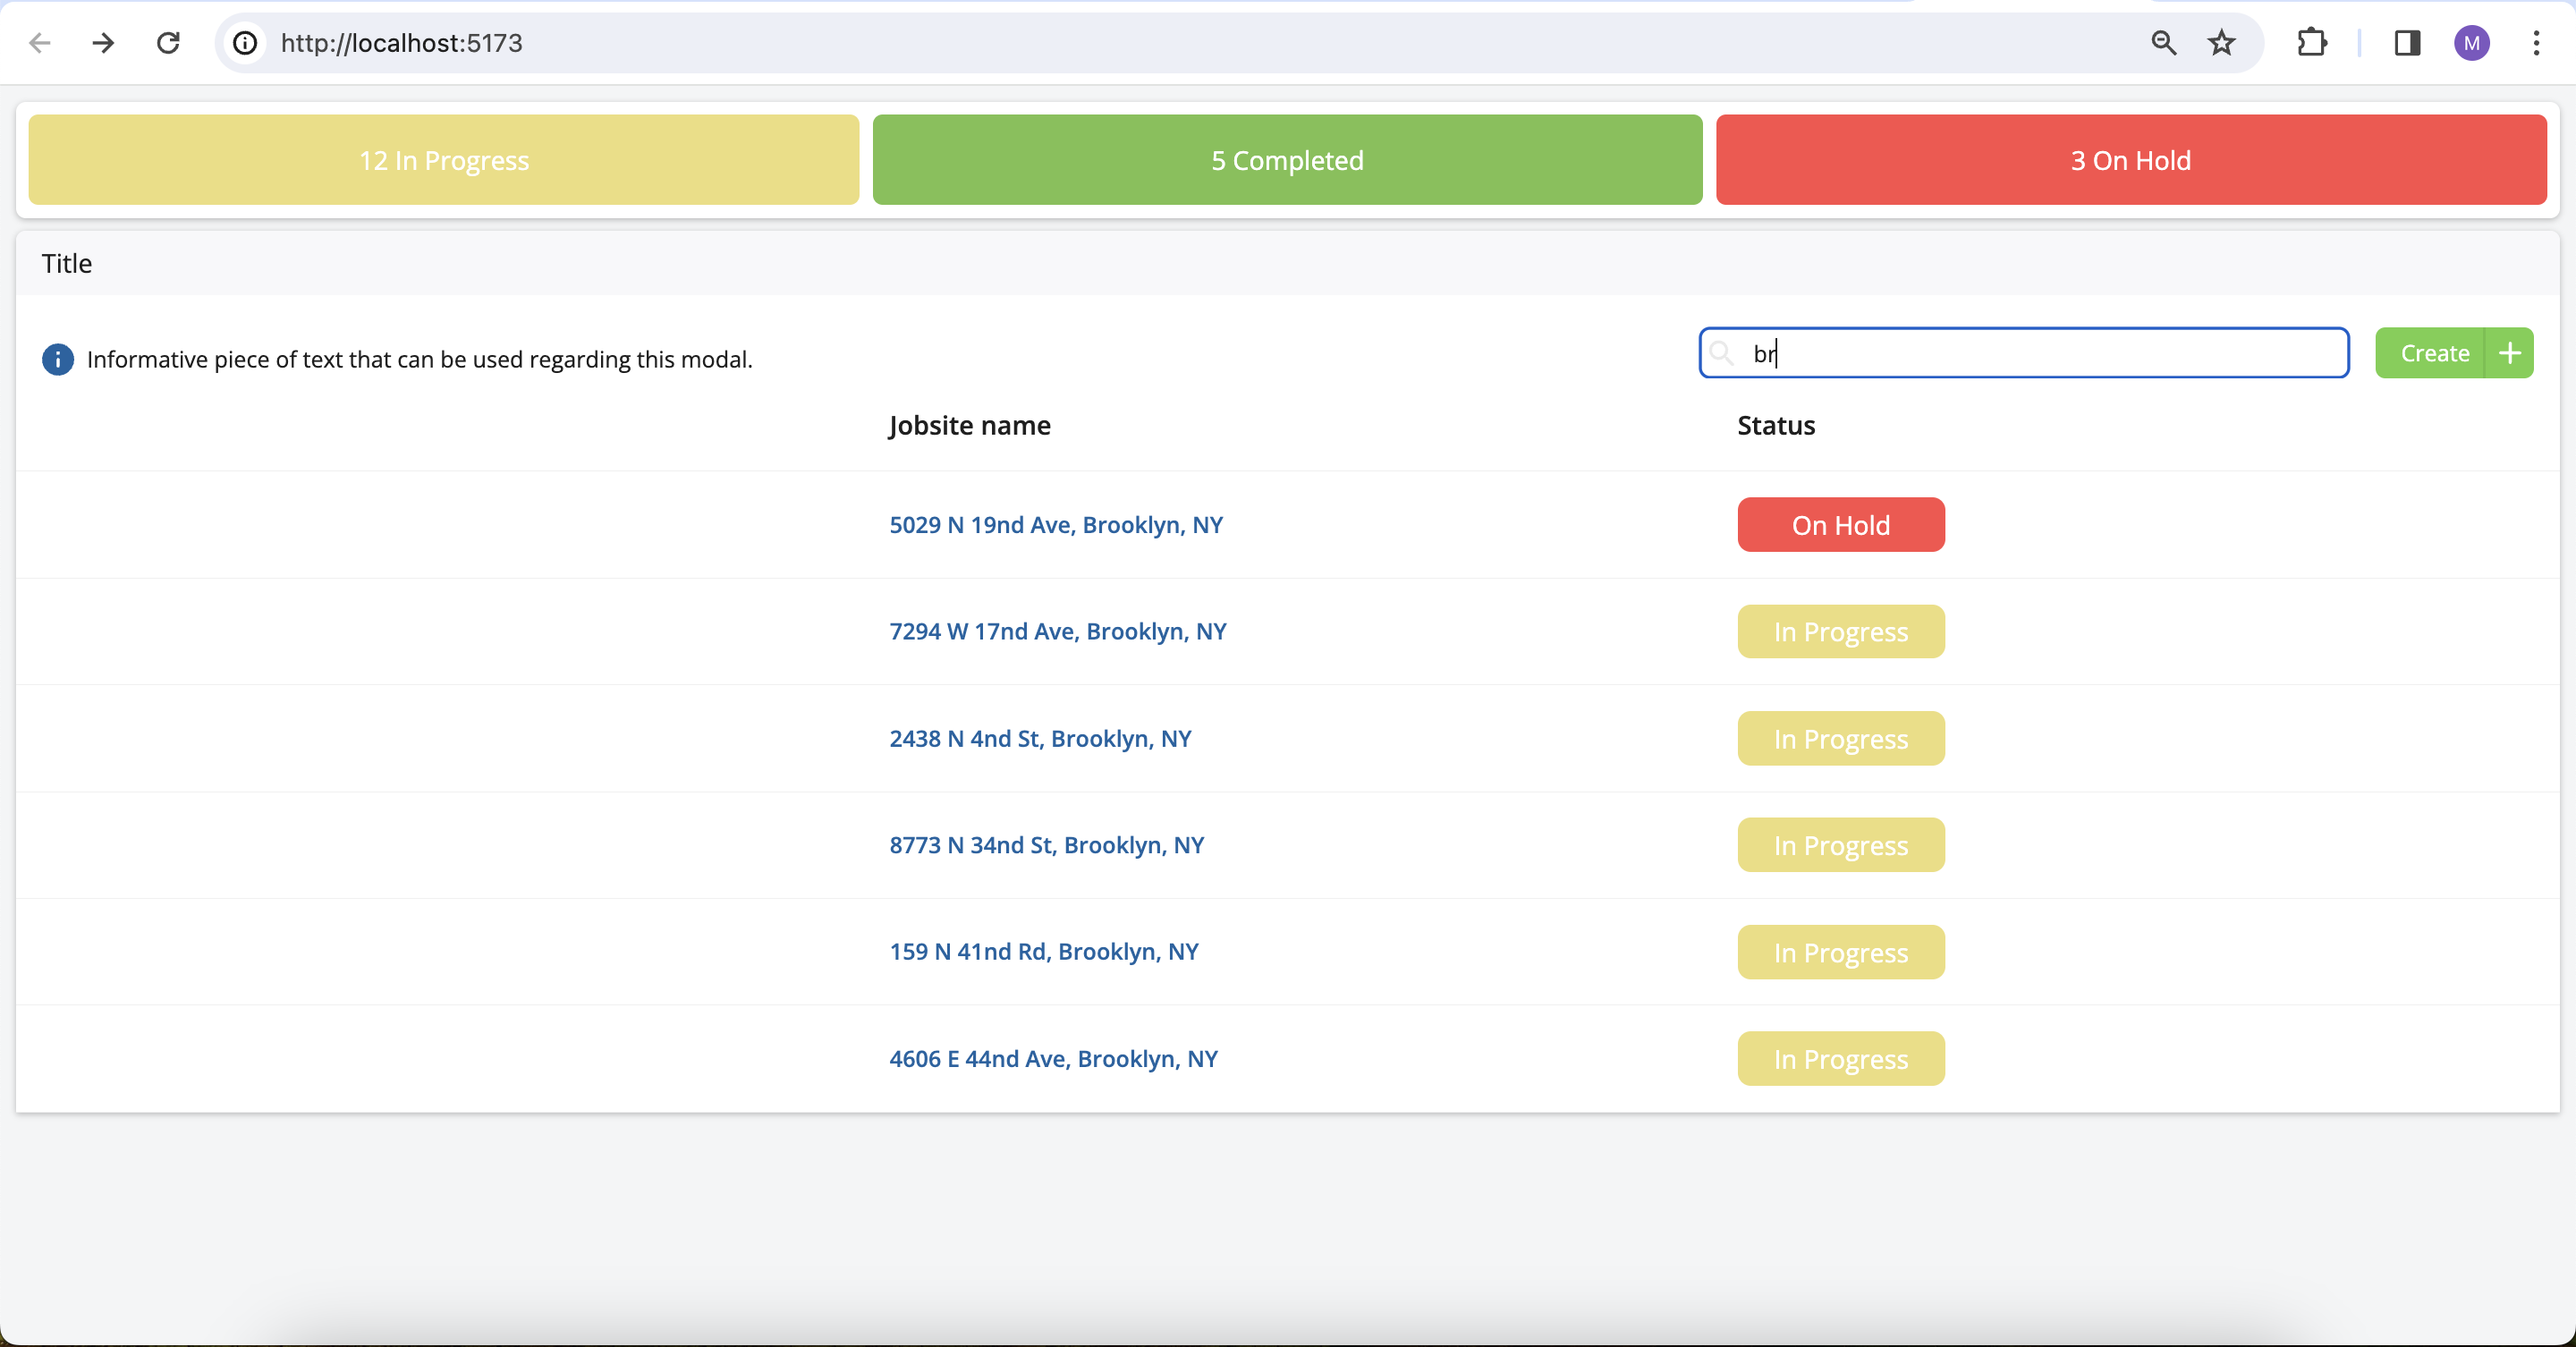 http://localhost:5173
M
12 In Progress
5 Completed
3 On Hold
Title
Informative piece of text that can be used regarding this modal.
br
Create
Jobsite name
Status
5029 N 19nd Ave, Brooklyn, NY
On Hold
7294 W 17nd Ave, Brooklyn, NY
In Progress
2438 N 4nd St, Brooklyn, NY
In Progress
8773 N 34nd St, Brooklyn, NY
In Progress
159 N 41nd Rd, Brooklyn, NY
In Progress
4606 E 44nd Ave, Brooklyn, NY
In Progress